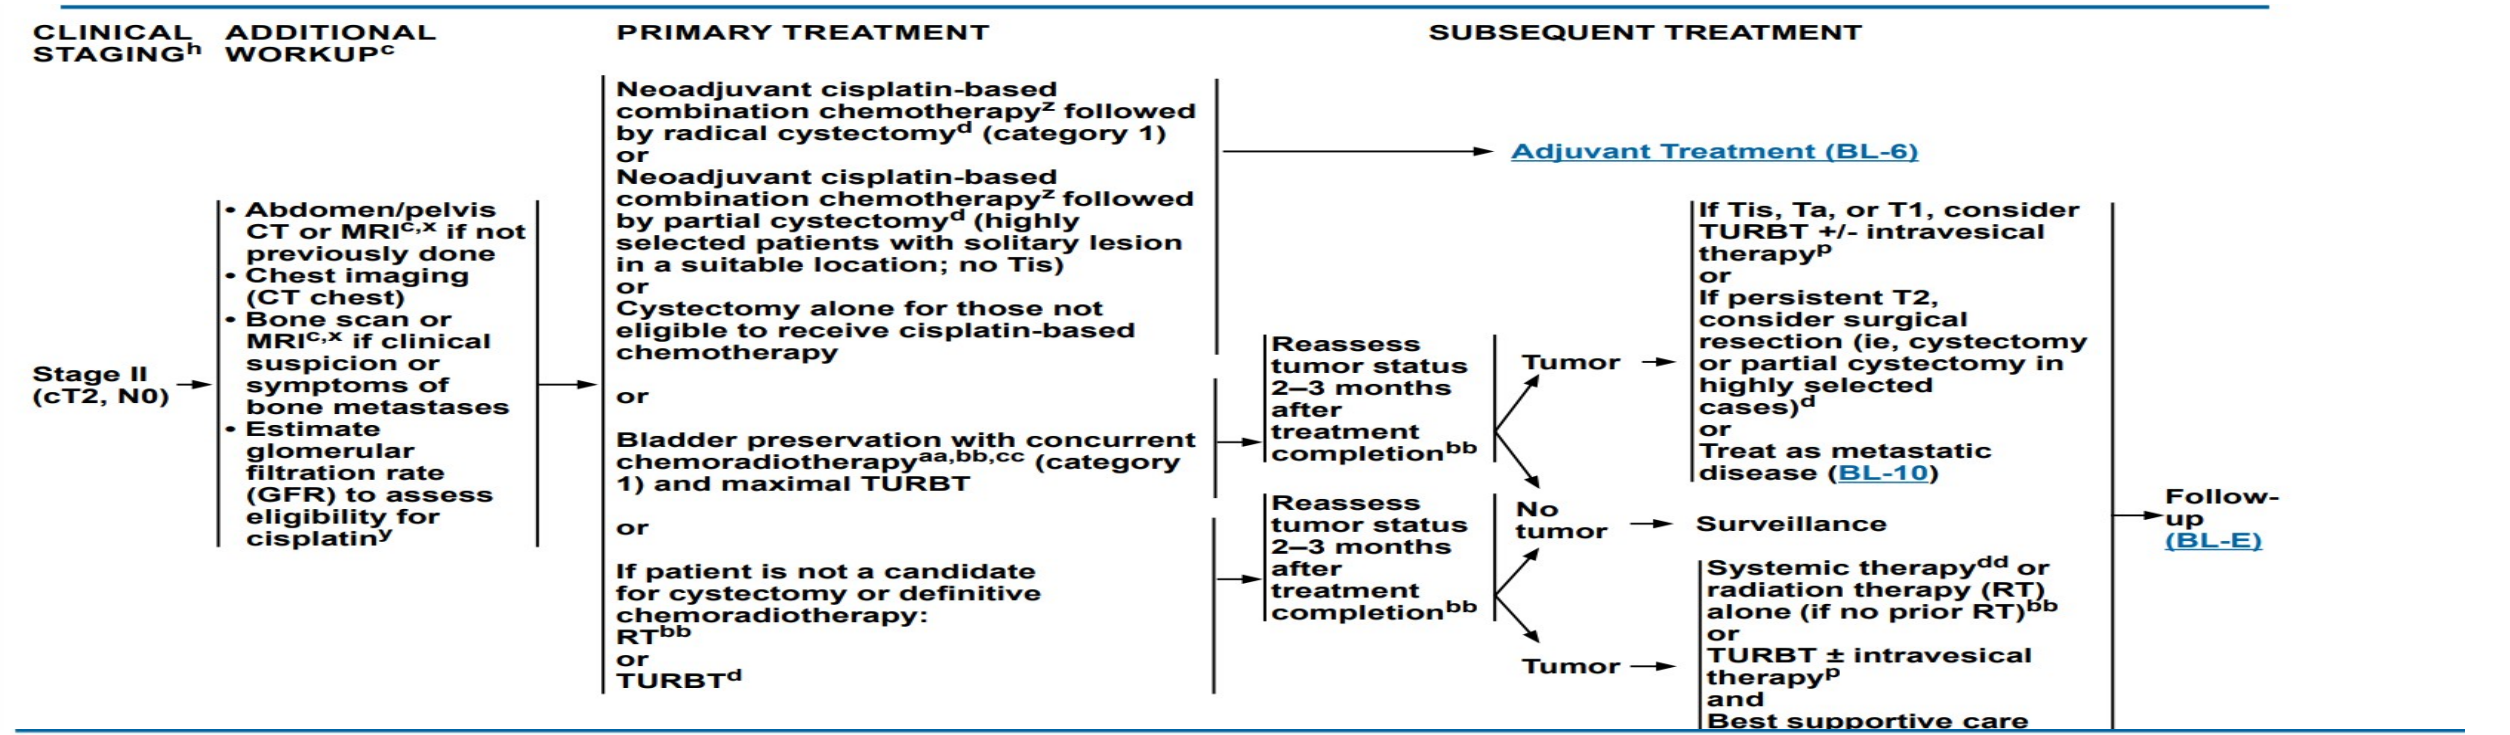 CLINICAL
STAGINGh
ADDITIONAL
WORKUPc
PRIMARY TREATMENT
SUBSEQUENT TREATMENT
Stage II
(cT2, N0)
• Abdomen/pelvis
CT or MRIc,x if not
previously done
• Chest imaging
(CT chest)
• Bone scan or
MRIc,x if clinical
suspicion or
symptoms of
bone metastases
• Estimate
glomerular
filtration rate
(GFR) to assess
eligibility for
cisplatiny
Neoadjuvant cisplatin-based
combination chemotherapyz followed
by radical cystectomyd (category 1)
or
Neoadjuvant cisplatin-based
combination chemotherapyz followed
by partial cystectomyd (highly
selected patients with solitary lesion
in a suitable location; no Tis)
or
Cystectomy alone for those not
eligible to receive cisplatin-based
chemotherapy
or
Bladder preservation with concurrent
chemoradiotherapyaa,bb,cc (category
1) and maximal TURBT
or
If patient is not a candidate
for cystectomy or definitive
chemoradiotherapy:
RTbb
or
TURBTd
Adjuvant Treatment (BL-6)
Reassess
tumor status
2–3 months
after
treatment
completionbb
Reassess
tumor status
2–3 months
after
treatment
completionbb
Tumor
No
tumor
Tumor
If Tis, Ta, or T1, consider
TURBT +/- intravesical
therapyp
or
If persistent T2,
consider surgical
resection (ie, cystectomy
or partial cystectomy in
highly selected
cases)d
or
Treat as metastatic
disease (BL-10)
Surveillance
Systemic therapydd or
radiation therapy (RT)
alone (if no prior RT)bb
or
TURBT ± intravesical
therapyp
and
Best supportive care
Follow-
up
(BL-E)